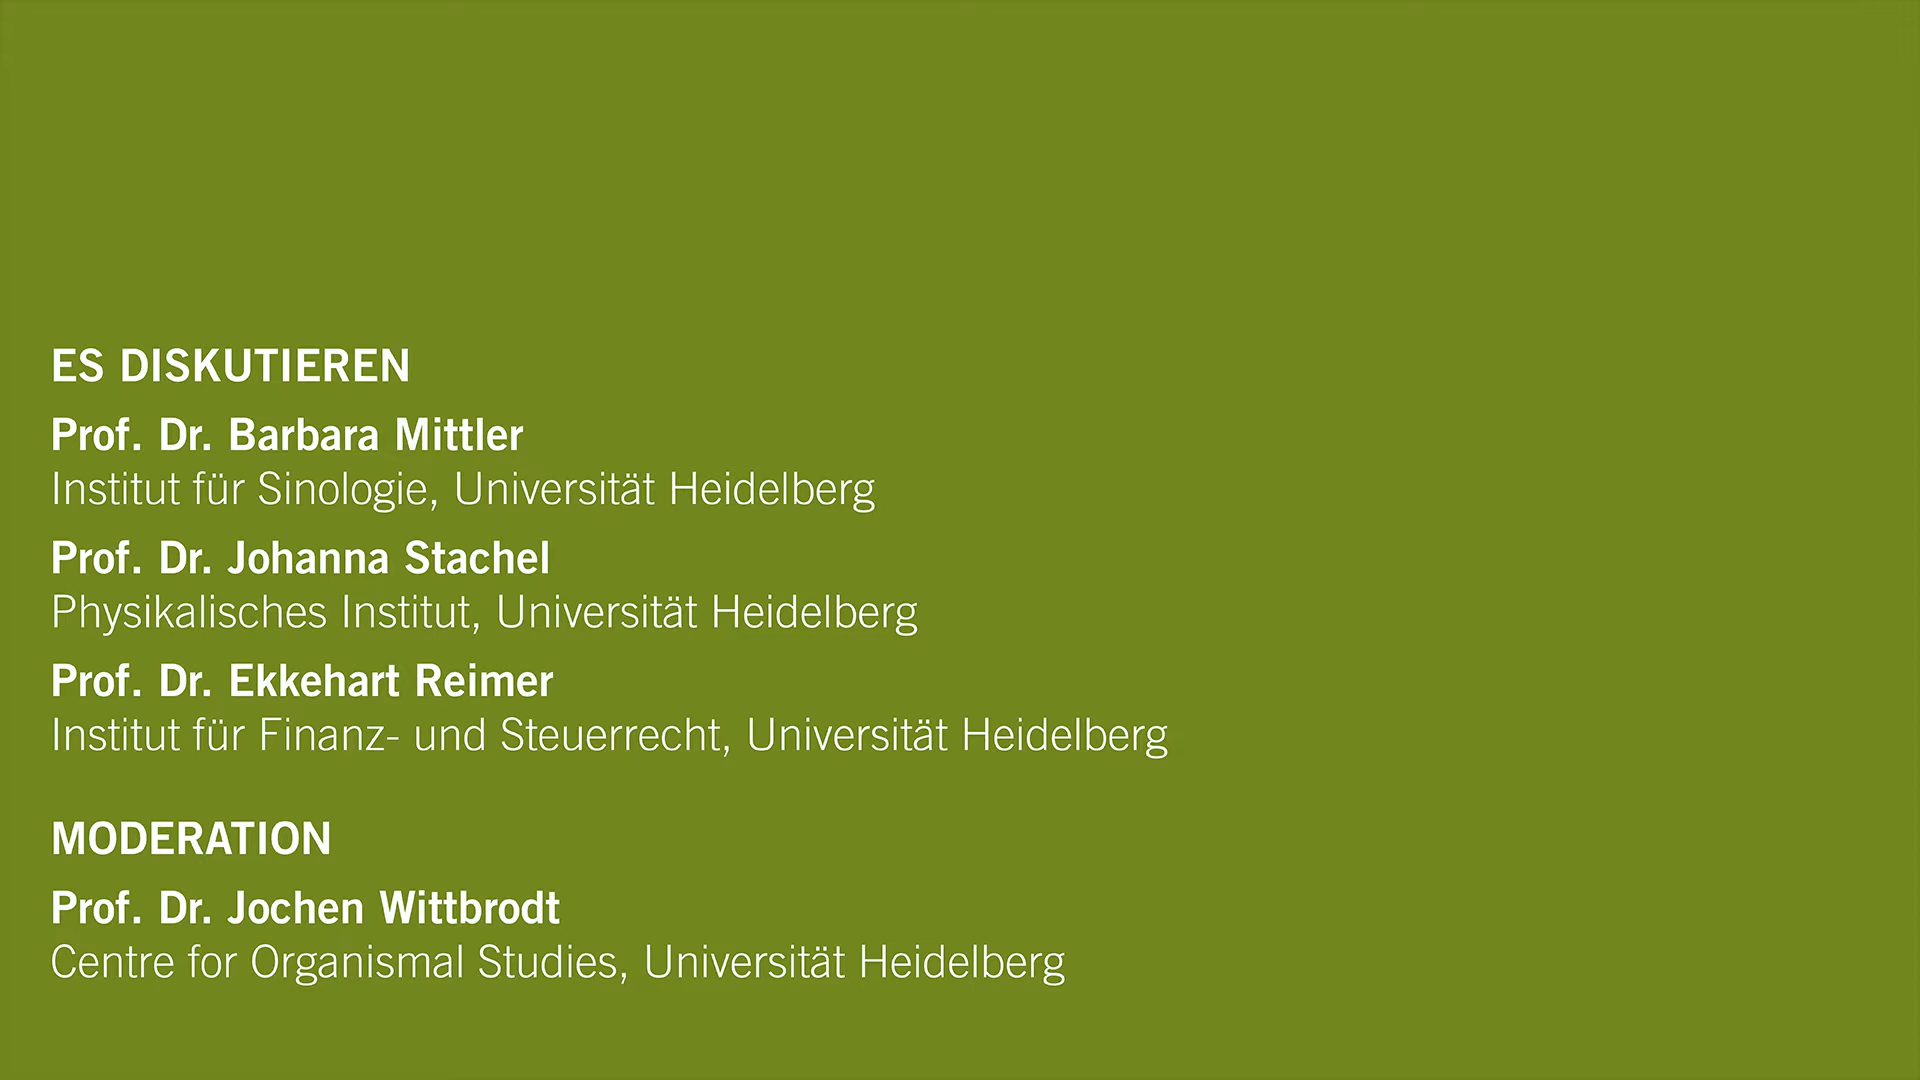 ES DISKUTIEREN
Prof. Dr. Barbara Mittler
Institut für Sinologie, Universität Heidelberg
Prof. Dr. Johanna Stachel
Physikalisches Institut, Universität Heidelberg
Prof. Dr. Ekkehart Reimer
Institut für Finanz- und Steuerrecht, Universität Heidelberg
MODERATION
Prof. Dr. Jochen Wittbrodt
Centre for Organismal Studies, Universität Heidelberg